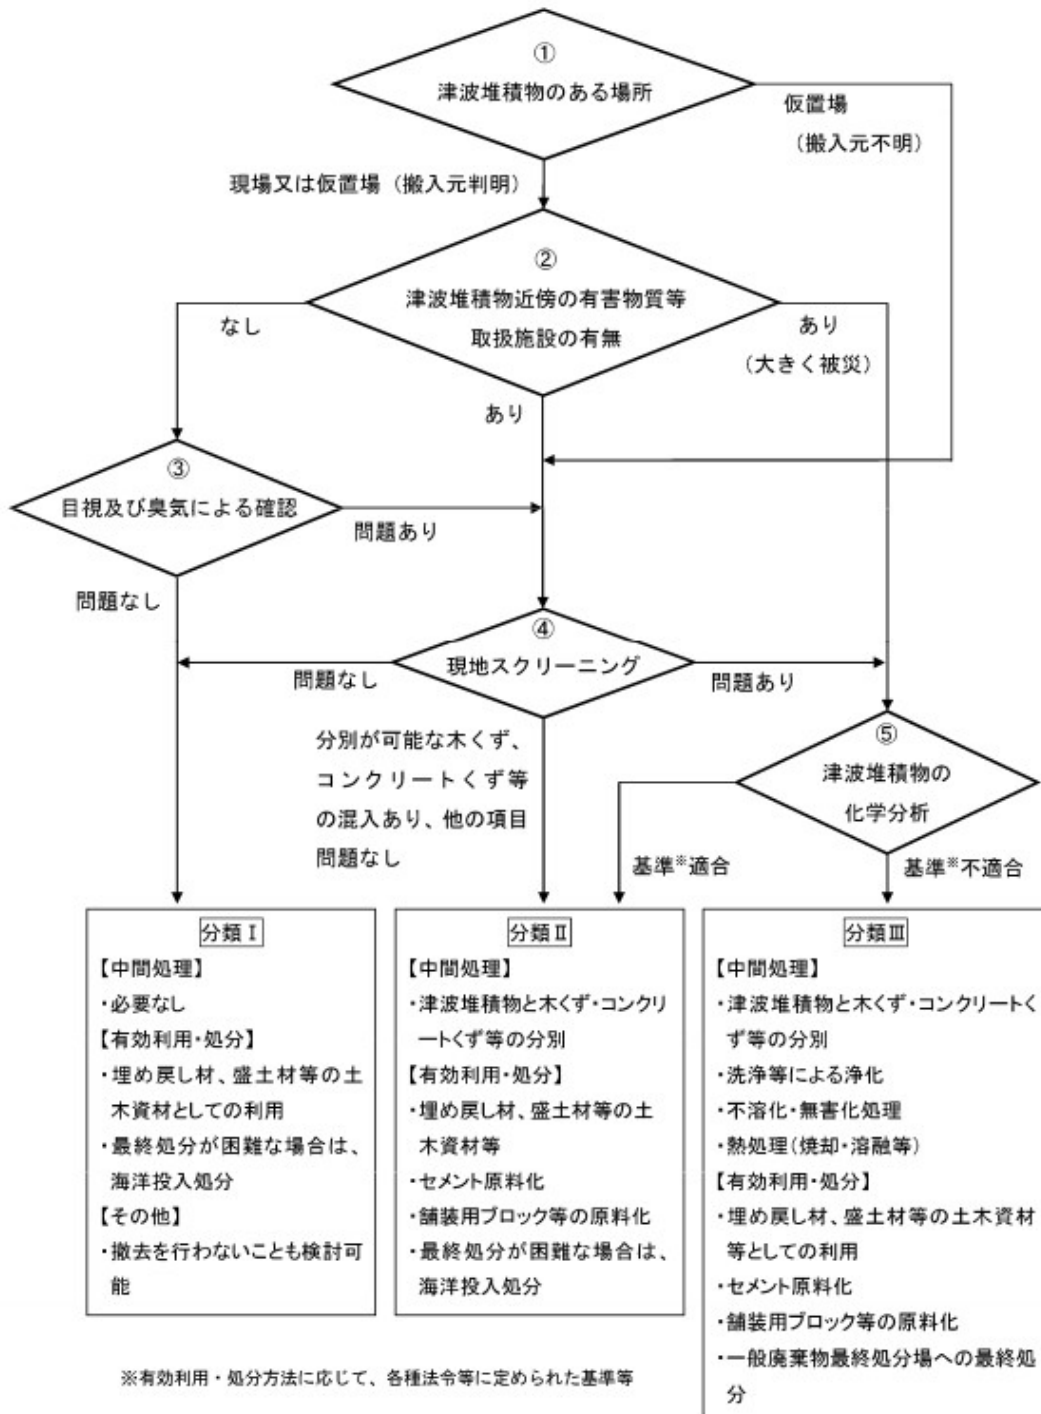 ①
津波堆積物のある場所
仮置場
（搬入元不明）
現場又は仮置場（搬入元判明）
②
津波堆積物近傍の有害物質等
取扱施設の有無
なし
あり
（大きく被災）
あり
③
目視及び臭気による確認
問題あり
問題なし
④
現地スクリーニング
問題なし
問題あり
分別が可能な木くず、
コンクリートくず等
の混入あり、他の項目
問題なし
⑤
津波堆積物の
化学分析
基準※適合
基準※不適合
分類Ⅰ
【中間処理】
・必要なし
【有効利用・処分】
・埋め戻し材、盛土材等の土
木資材としての利用
・最終処分が困難な場合は、
海洋投入処分
【その他】
・撤去を行わないことも検討可
能
分類Ⅱ
【中間処理】
・津波堆積物と木くず・コンクリ
ートくず等の分別
【有効利用・処分】
・埋め戻し材、盛土材等の土
木資材等
・セメント原料化
・舗装用ブロック等の原料化
・最終処分が困難な場合は、
海洋投入処分
分類Ⅲ
【中間処理】
・津波堆積物と木くず・コンクリートく
ず等の分別
・洗浄等による浄化
・不溶化・無害化処理
・熱処理（焼却・溶融等）
【有効利用・処分】
・埋め戻し材、盛土材等の土木資材
等としての利用
・セメント原料化
・舗装用ブロック等の原料化
・一般廃棄物最終処分場への最終処
分
※有効利用・処分方法に応じて、各種法令等に定められた基準等